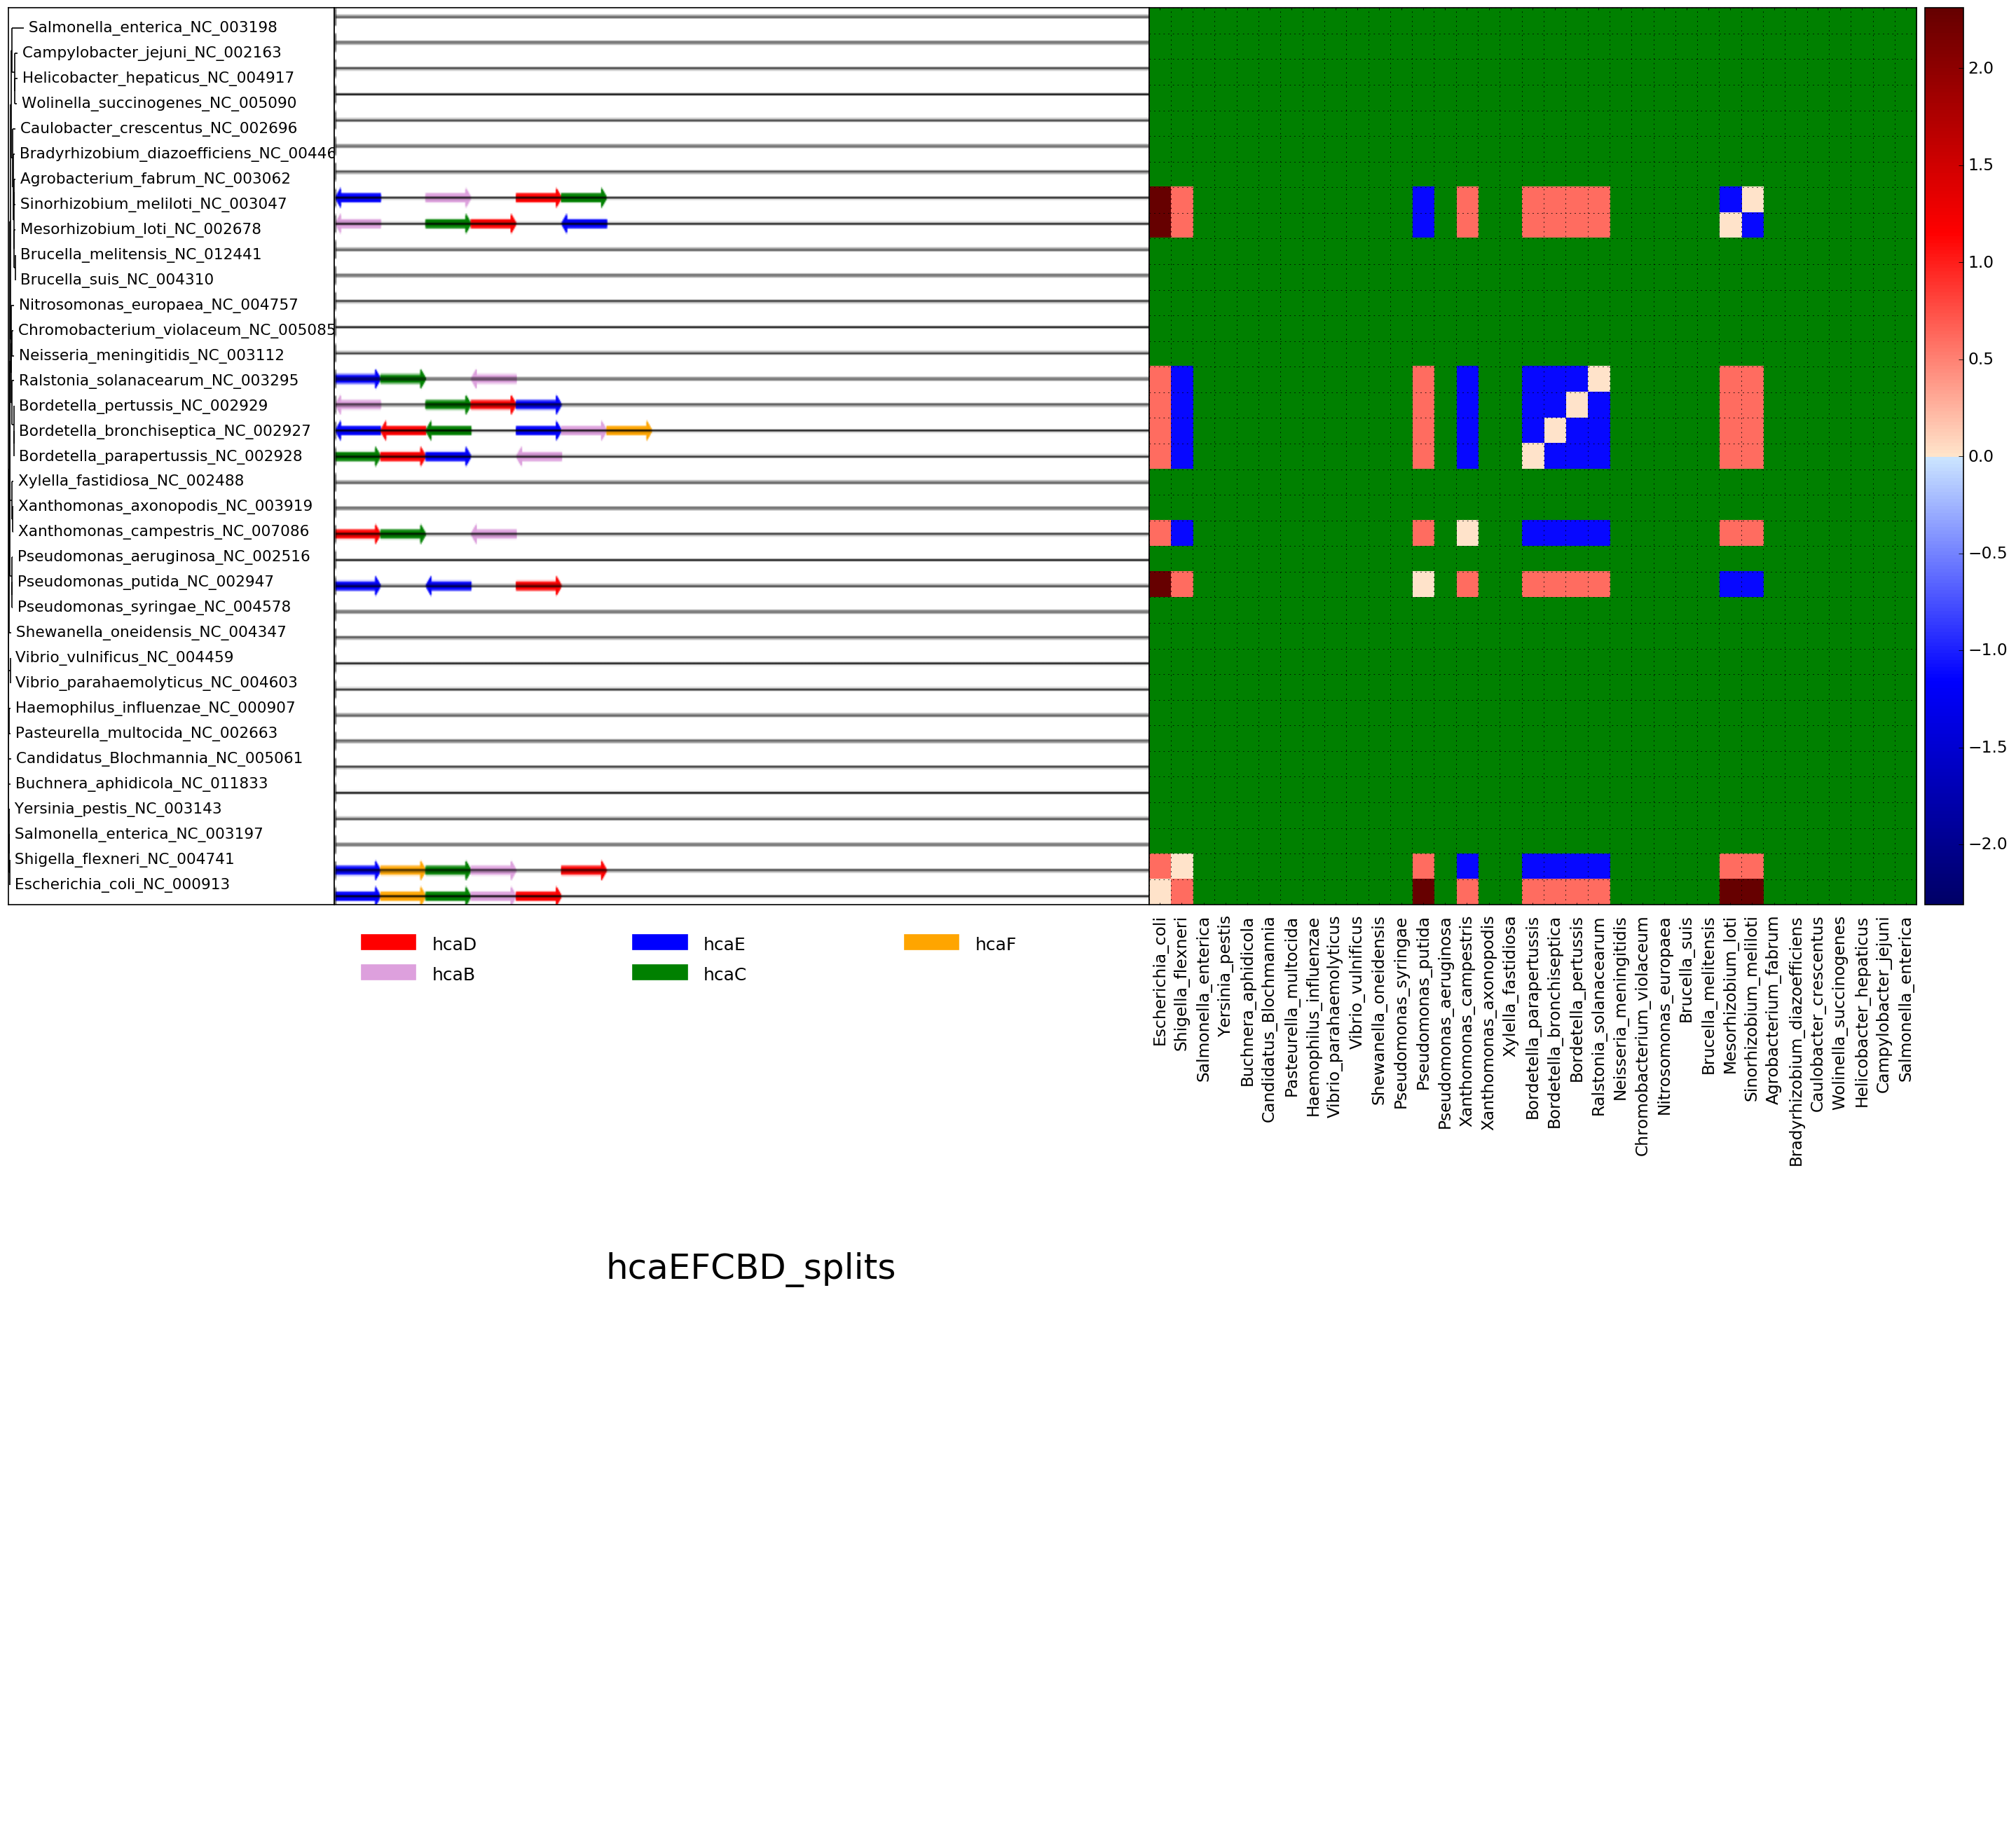 Salmonella_enterica_NC_003198
Campylobacter_jejuni_NC_002163
Helicobacter_hepaticus_NC_004917
Wolinella_succinogenes_NC_005090
Caulobacter_crescentus_NC_002696
Bradyrhizobium_diazoefficiens_NC_00446
Agrobacterium_fabrum_NC_003062
Sinorhizobium_meliloti_NC_003047
Mesorhizobium_loti_NC_002678
Brucella_melitensis_NC_012441
Brucella_suis_NC_004310
Nitrosomonas_europaea_NC_004757
Chromobacterium_violaceum_NC_005085
Neisseria_meningitidis_NC_003112
Ralstonia_solanacearum_NC_003295
Bordetella_pertussis_NC_002929
Bordetella_bronchiseptica_NC_002927
Bordetella_parapertussis_NC_002928
Xylella_fastidiosa_NC_002488
Xanthomonas_axonopodis_NC_003919
Xanthomonas_campestris_NC_007086
Pseudomonas_aeruginosa_NC_002516
Pseudomonas_putida_NC_002947
Pseudomonas_syringae_NC_004578
Shewanella_oneidensis_NC_004347
Vibrio_vulnificus_NC_004459
Vibrio_parahaemolyticus_NC_004603
Haemophilus_influenzae_NC_000907
Pasteurella_multocida_NC_002663
Candidatus_Blochmannia_NC_005061
Buchnera_aphidicola_NC_011833
Yersinia_pestis_NC_003143
Salmonella_enterica_NC_003197
Shigella_flexneri_NC_004741
Escherichia_coli_NC_000913
2.0
1.5
1.0
0.5
0.0
−0.5
−1.0
−1.5
−2.0
hcaD
hcaE
hcaF
hcaB
hcaC
Escherichia_coli
Shigella_flexneri
Salmonella_enterica
Yersinia_pestis
Buchnera_aphidicola
Candidatus_Blochmannia
Pasteurella_multocida
Haemophilus_influenzae
Vibrio_parahaemolyticus
Vibrio_vulnificus
Shewanella_oneidensis
Pseudomonas_syringae
Pseudomonas_putida
Pseudomonas_aeruginosa
Xanthomonas_campestris
Xanthomonas_axonopodis
Xylella_fastidiosa
Bordetella_parapertussis
Bordetella_bronchiseptica
Bordetella_pertussis
Ralstonia_solanacearum
Neisseria_meningitidis
Chromobacterium_violaceum
Nitrosomonas_europaea
Brucella_suis
Brucella_melitensis
Mesorhizobium_loti
Sinorhizobium_meliloti
Agrobacterium_fabrum
Bradyrhizobium_diazoefficiens
Caulobacter_crescentus
Wolinella_succinogenes
Helicobacter_hepaticus
Campylobacter_jejuni
Salmonella_enterica
hcaEFCBD_splits